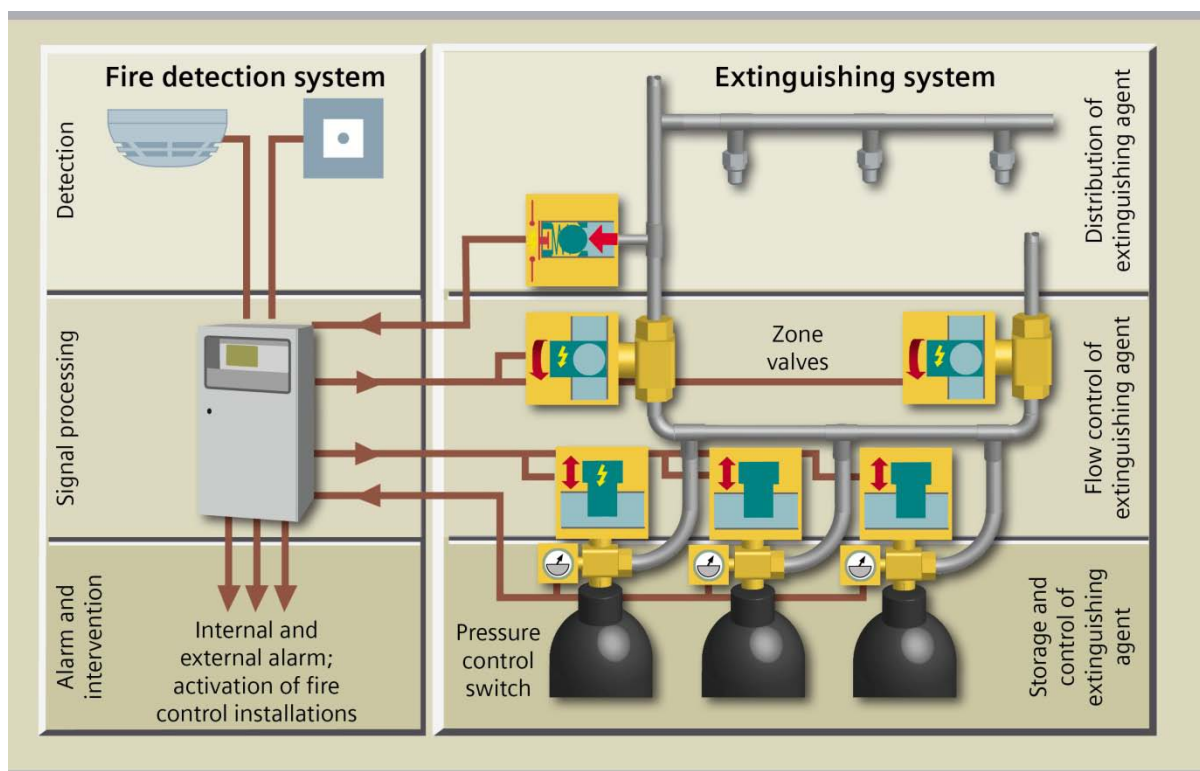 Fire detection system
Detection
Signal processing
Alarm and
intervention
Internal and
external alarm;
activation of fire
control installations
Extinguishing system
Distribution of
extinguishing agent
Zone
valves
Flow control of
extinguishing agent
Pressure
control
switch
Storage and
control of
extinguishing
agent